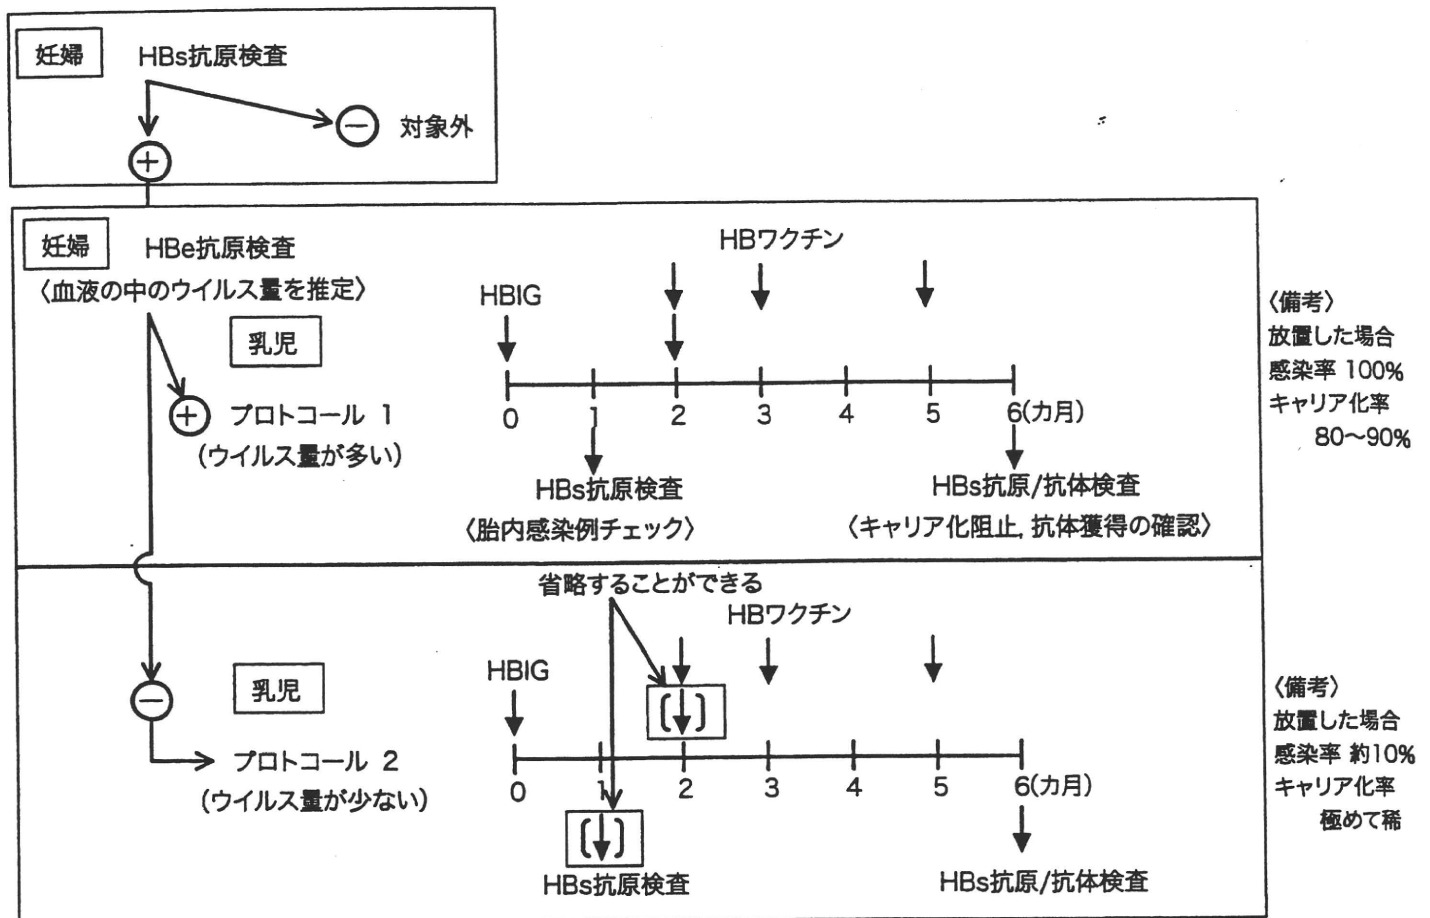 妊婦 HBs抗原検査
− 対象外
+
妊婦 HBe抗原検査
〈血液の中のウイルス量を推定〉
乳児
+ プロトコール 1
(ウイルス量が多い)
HBワクチン
HBIG
0 1 2 3 4 5 6(カ月)
HBs抗原検査
〈胎内感染例チェック〉
HBs抗原/抗体検査
〈キャリア化阻止, 抗体獲得の確認〉
〈備考〉
放置した場合
感染率 100%
キャリア化率
80〜90%
−
乳児
プロトコール 2
(ウイルス量が少ない)
省略することができる
HBワクチン
HBIG
〔 〕
0 1 2 3 4 5 6(カ月)
〔 〕
HBs抗原検査
HBs抗原/抗体検査
〈備考〉
放置した場合
感染率 約10%
キャリア化率
極めて稀